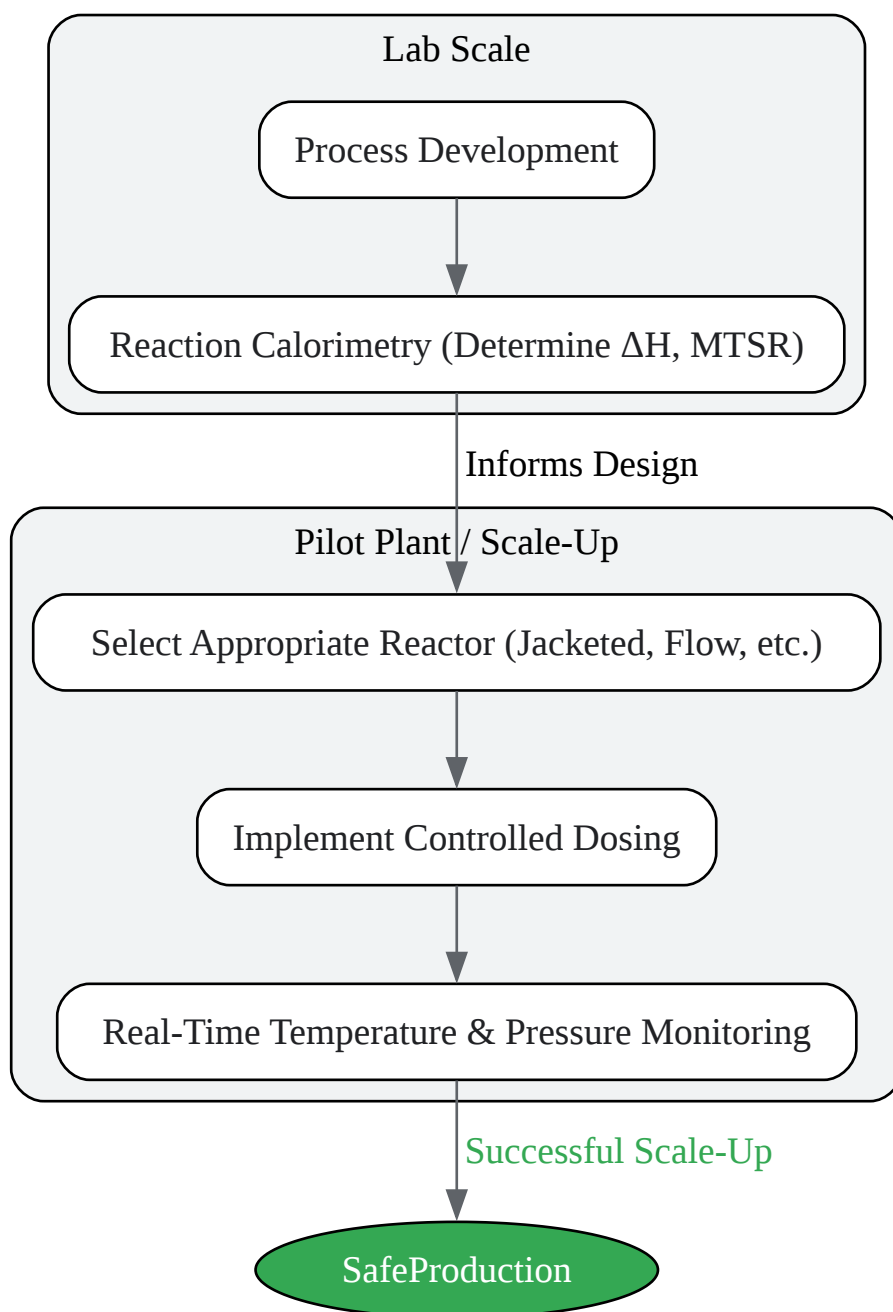 Lab Scale
Process Development
Reaction Calorimetry (Determine ΔH, MTSR)
Informs Design
Pilot Plant / Scale-Up
Select Appropriate Reactor (Jacketed, Flow, etc.)
Implement Controlled Dosing
Real-Time Temperature & Pressure Monitoring
Successful Scale-Up
SafeProduction